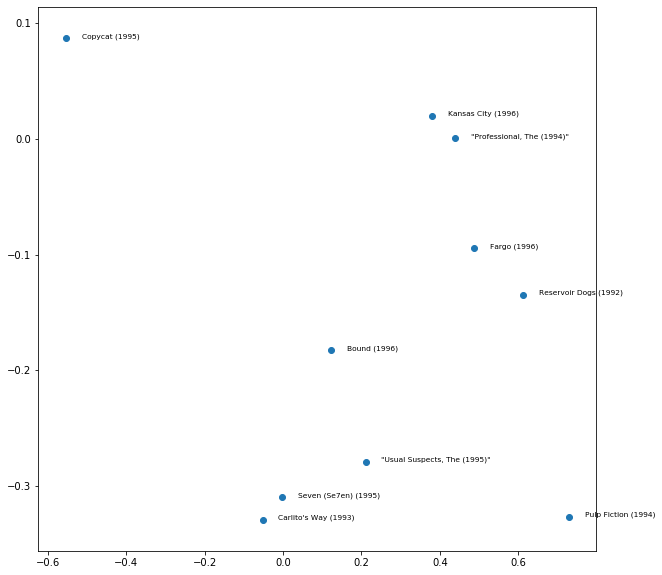 0.1
0.0
−0.1
−0.2
−0.3
Copycat (1995)
Kansas City (1996)
"Professional, The (1994)"
Fargo (1996)
Reservoir Dogs (1992)
Bound (1996)
"Usual Suspects, The (1995)"
Seven (Se7en) (1995)
Carlito's Way (1993)
Pulp Fiction (1994)
−0.6 −0.4 −0.2 0.0 0.2 0.4 0.6